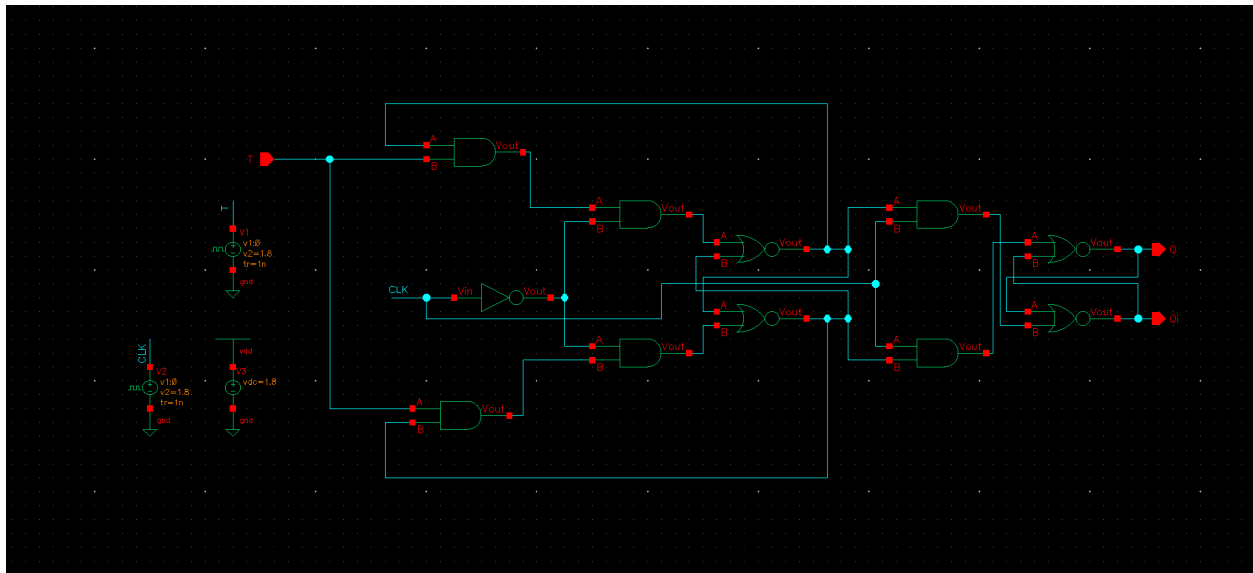 A
Vout
B
T
A
Vout
B
A
Vout
B
T
V1
v1:0
v2=1.8
tr=1n
gnd
A
Vout
B
A
Vout
B
Q
CLK
Vin
Vout
A
Vout
B
A
Vout
B
Qi
CLK
V2
v1:0
v2=1.8
tr=1n
gnd
vdd
V3
vdc=1.8
gnd
A
Vout
B
A
Vout
B
A
Vout
B